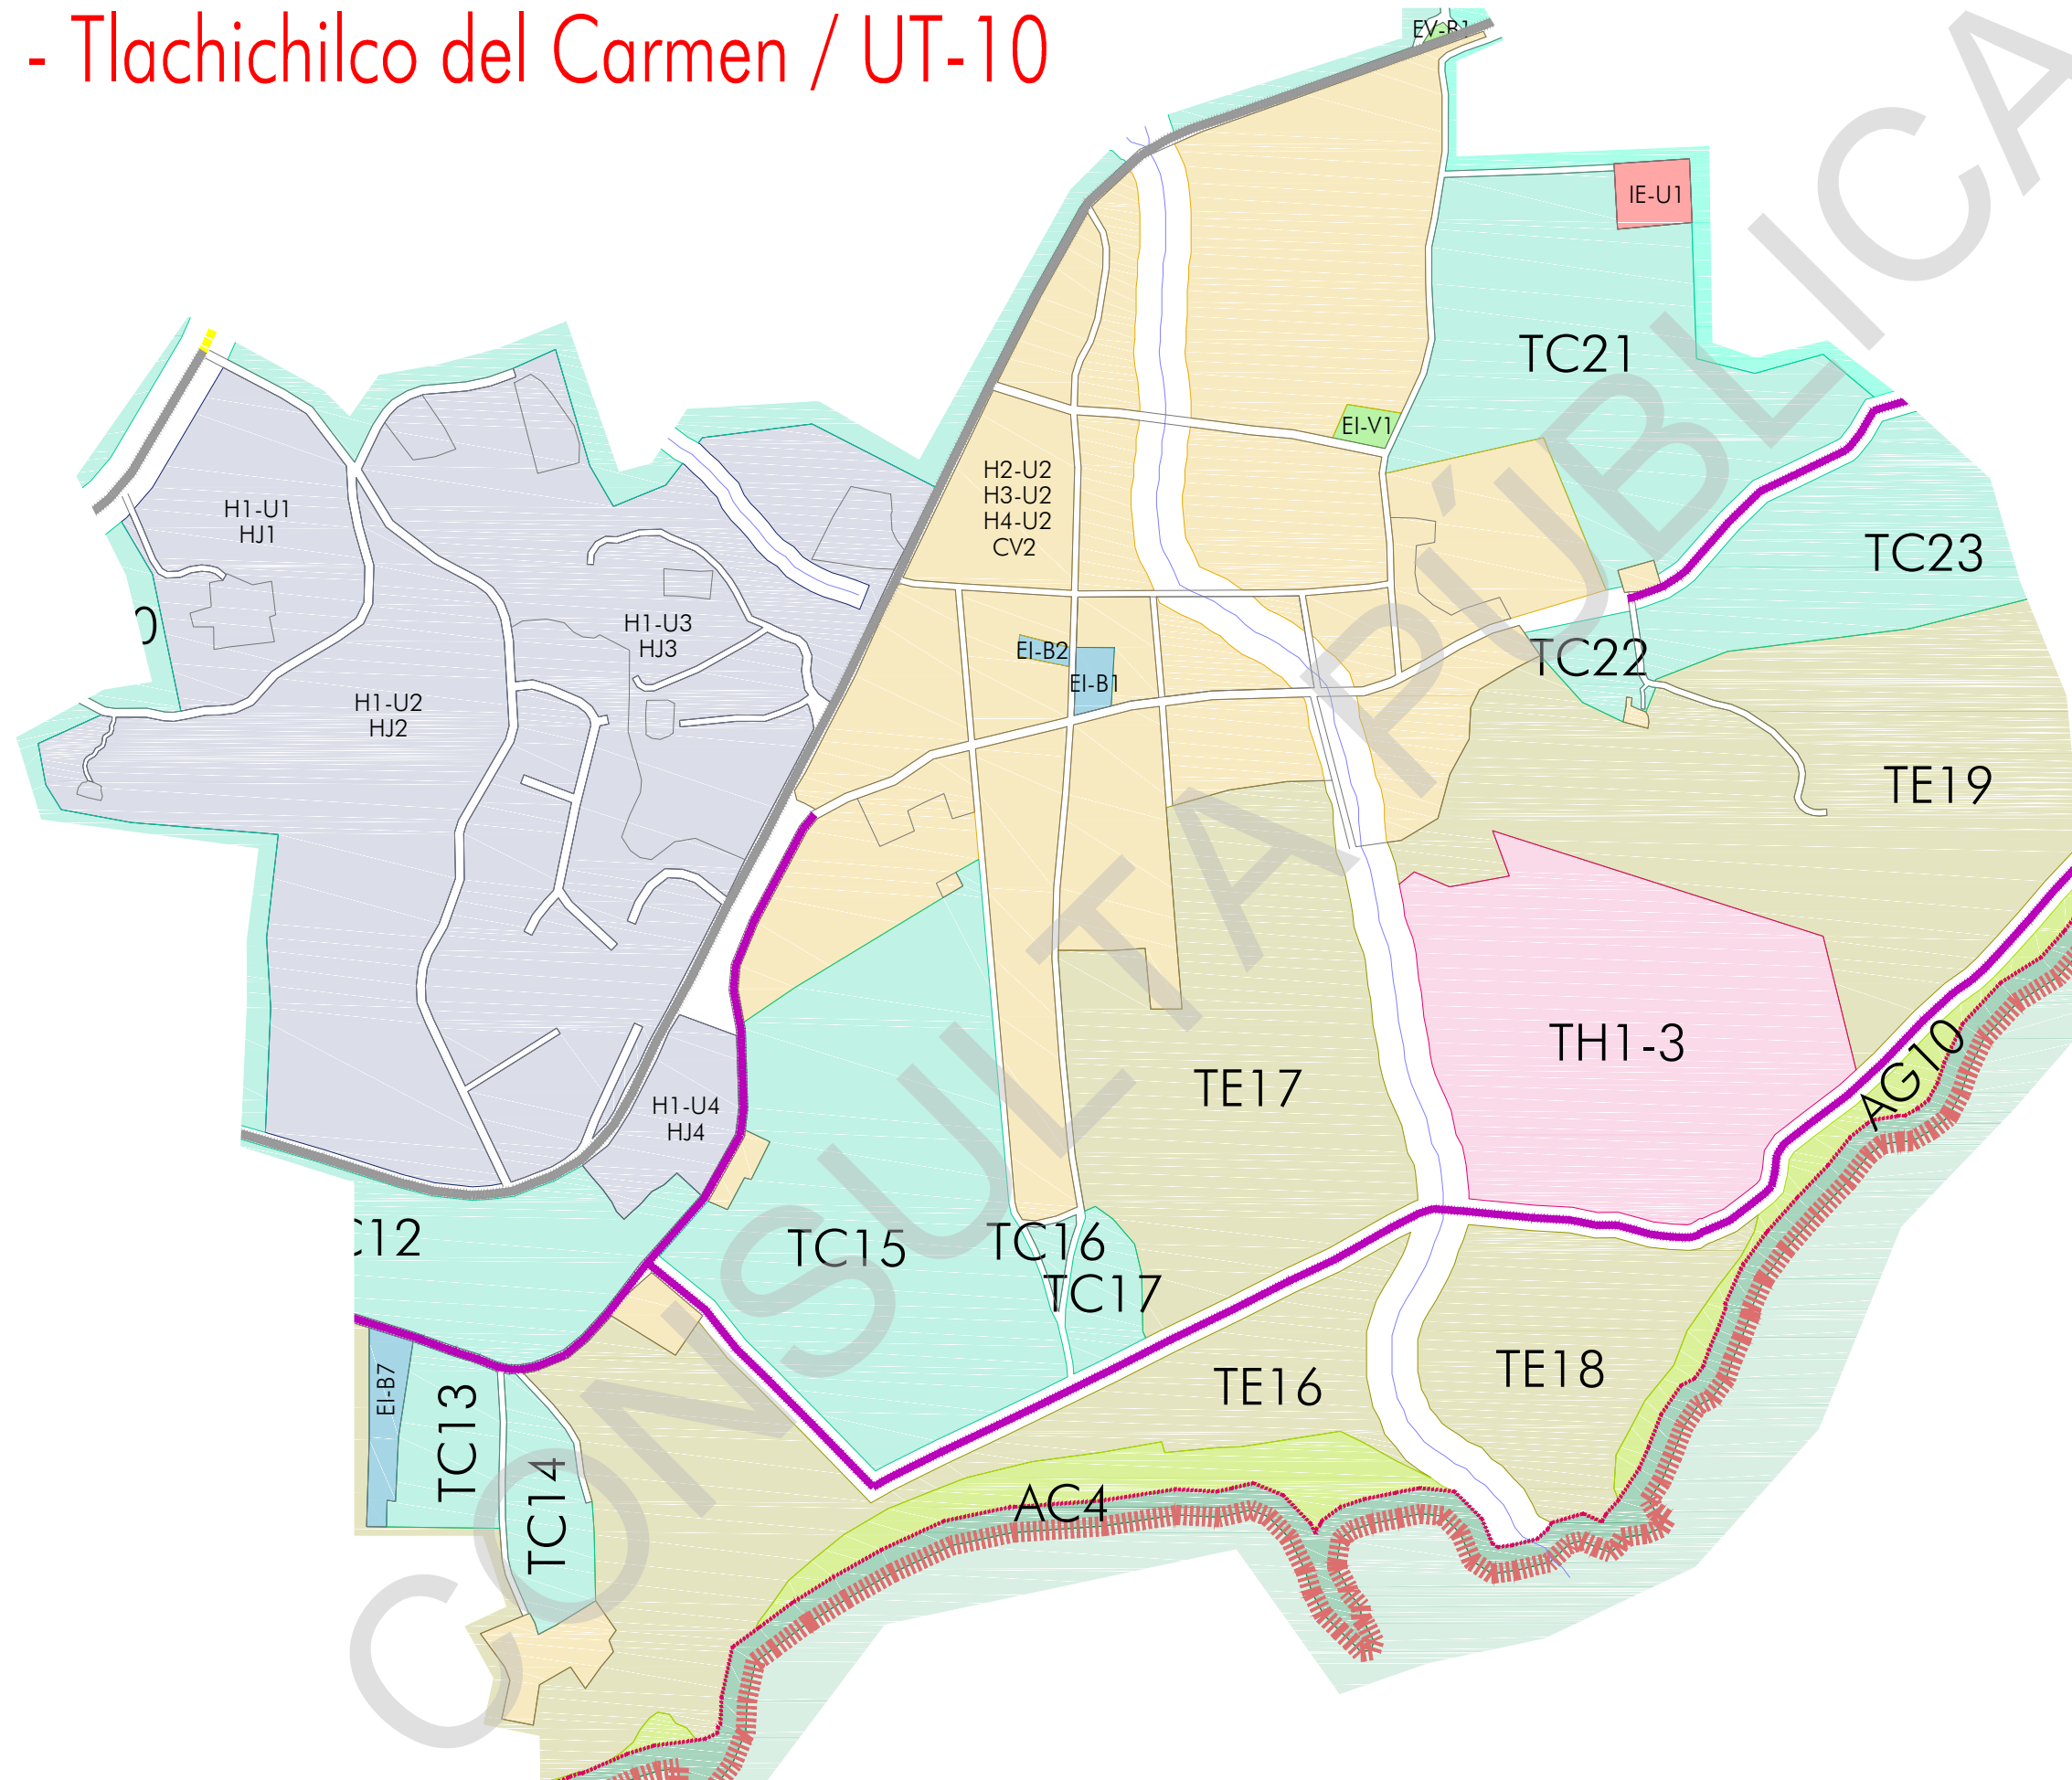 - Tlachichilco del Carmen / UT-10
EV-B1
IE-U1
TC21
EI-V1
H2-U2
H3-U2
H4-U2
CV2
H1-U1
HJ1
TC23
H1-U3
HJ3
EI-B2
EI-B1
TC22
H1-U2
HJ2
TE19
TH1-3
AG10
TE17
H1-U4
HJ4
C12
TC15
TC16
TC17
EI-B7
TC13
TC14
TE16
TE18
AC4
CONSULTA PÚBLICA